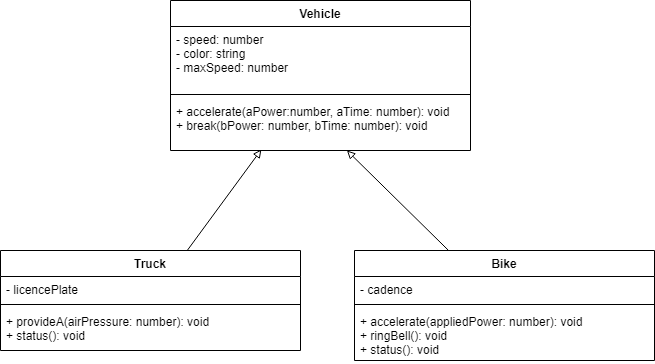 Vehicle
- speed: number
- color: string
- maxSpeed: number
+ accelerate(aPower:number, aTime: number): void
+ break(bPower: number, bTime: number): void
Truck
- licencePlate
+ provideA(airPressure: number): void
+ status(): void
Bike
- cadence
+ accelerate(appliedPower: number): void
+ ringBell(): void
+ status(): void